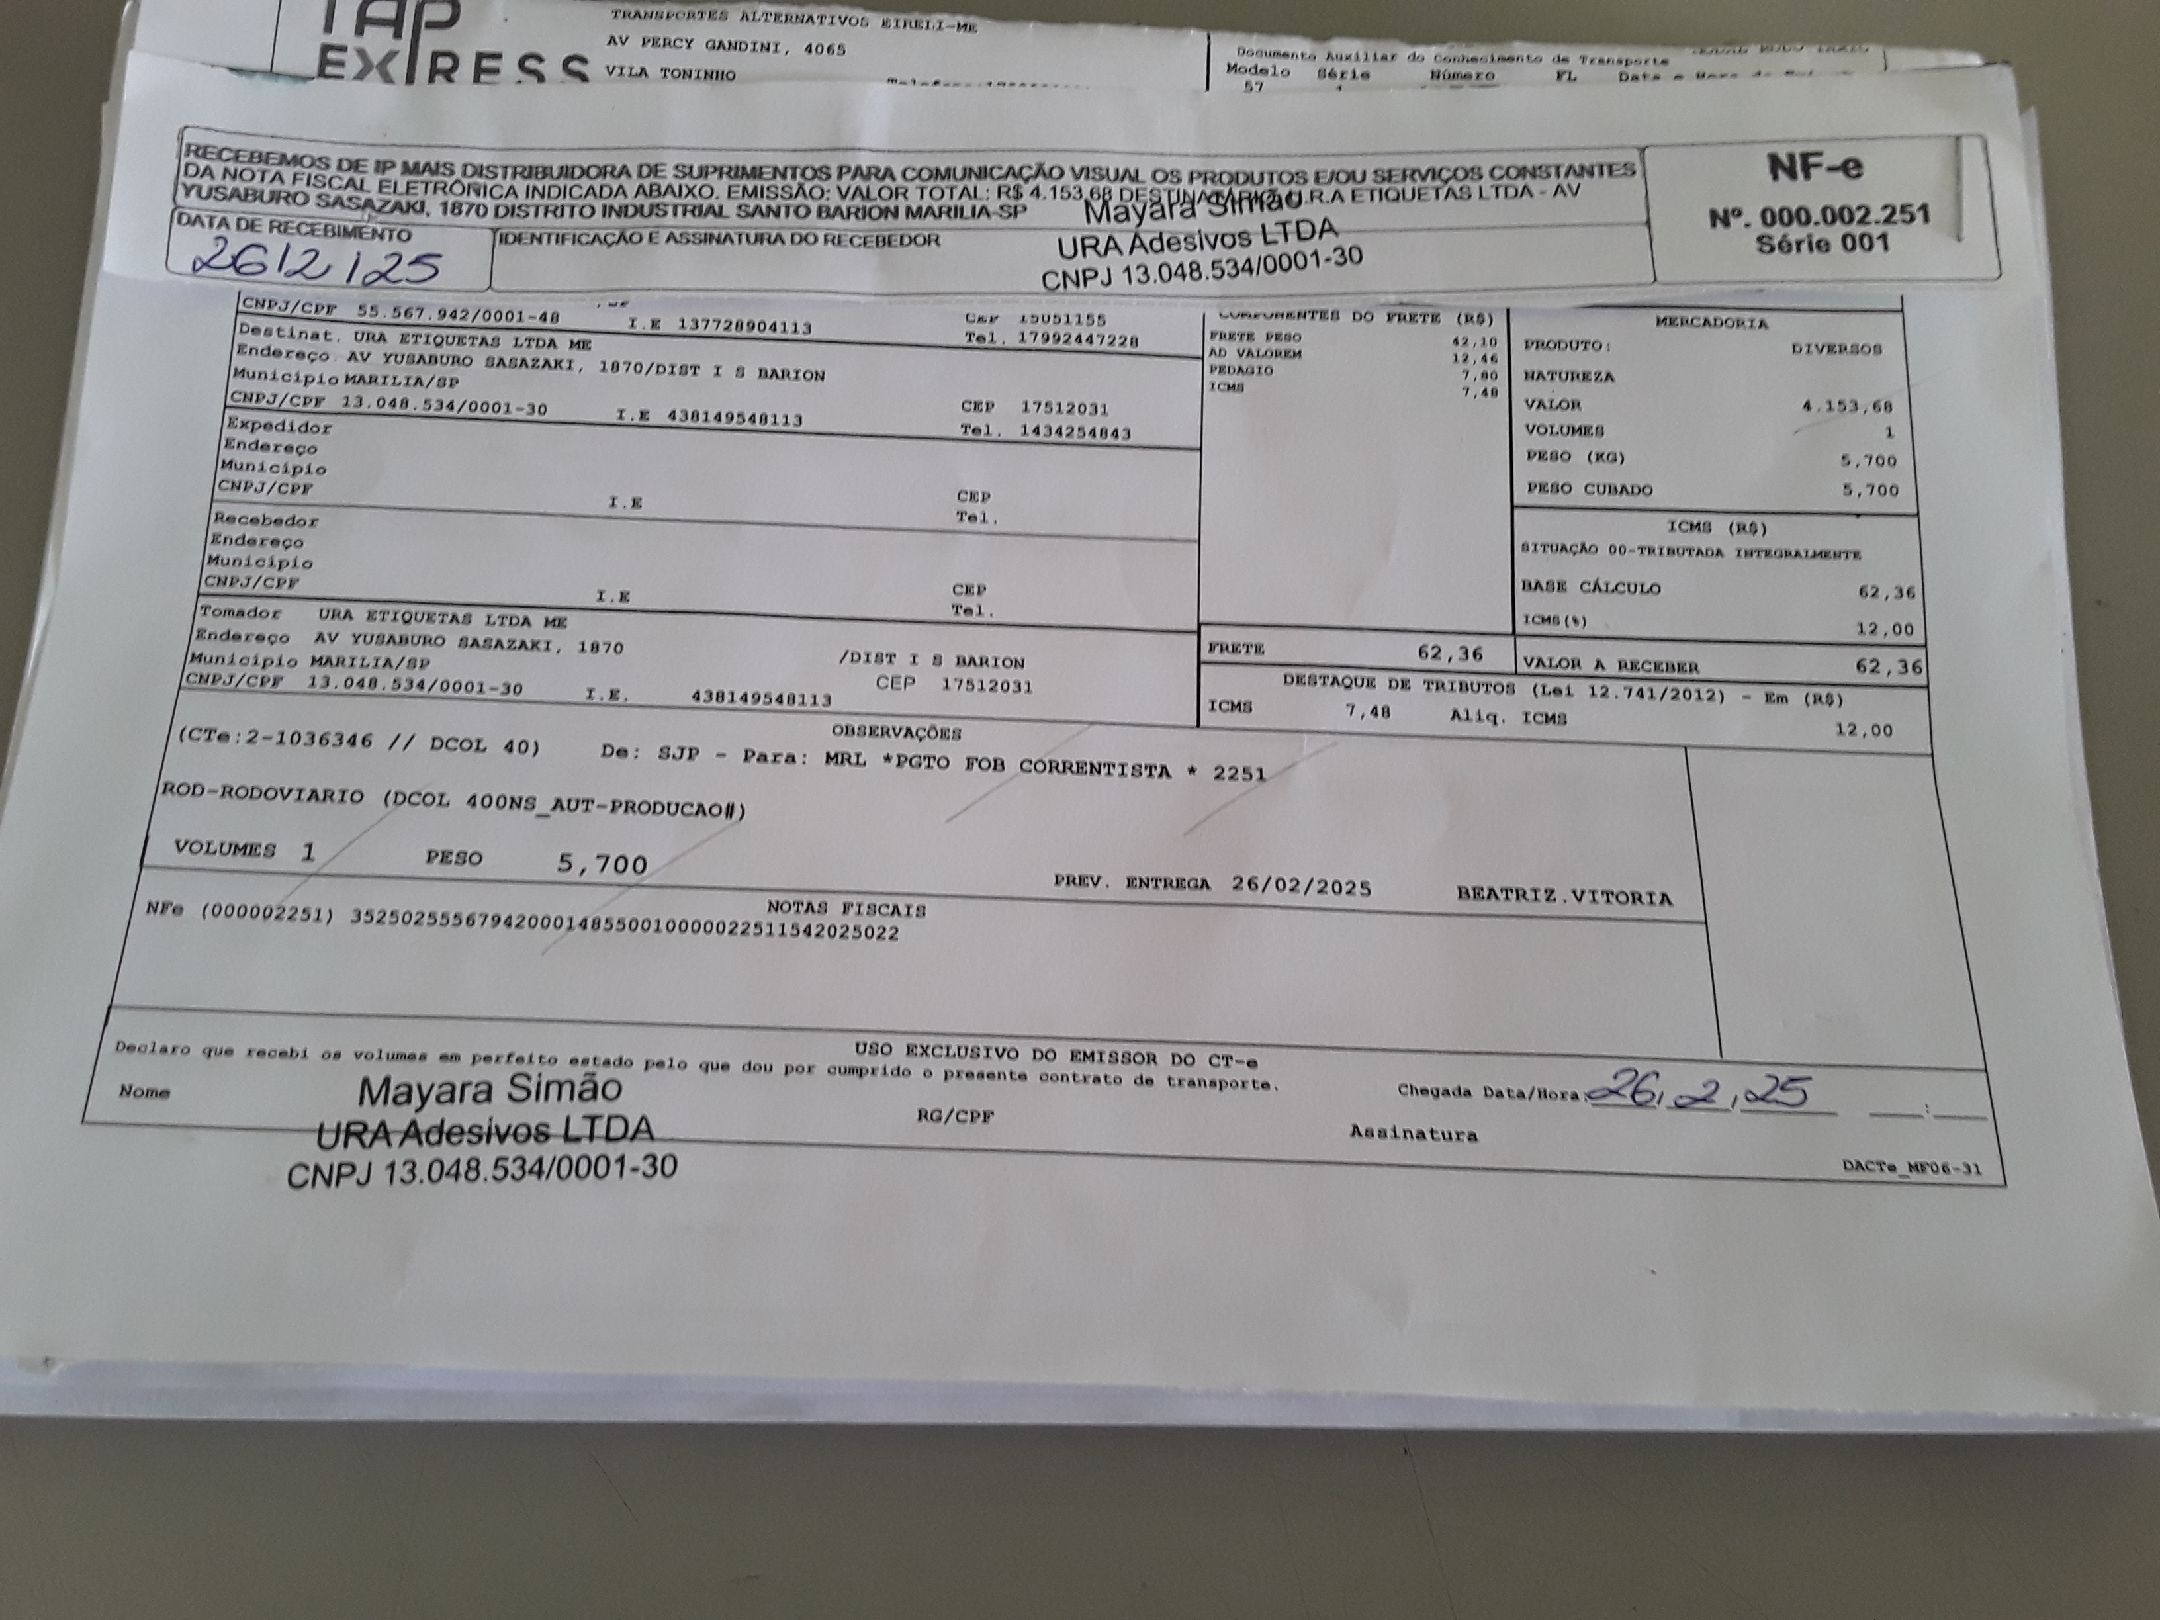 TAP
EXPRESS
TRANSPORTES ALTERNATIVOS EIRELI-ME
AV PERCY GANDINI, 4065
VILA TONINHO
Documento Auxiliar do Conhecimento de Transporte
Modelo Série Número FL
57 1
RECEBEMOS DE IP MAIS DISTRIBUIDORA DE SUPRIMENTOS PARA COMUNICAÇÃO VISUAL OS PRODUTOS E/OU SERVIÇOS CONSTANTES
DA NOTA FISCAL ELETRÔNICA INDICADA ABAIXO. EMISSÃO: VALOR TOTAL: R$ 4.153,68 DESTINATÁRIO: U.R.A ETIQUETAS LTDA - AV
YUSABURO SASAZAKI, 1870 DISTRITO INDUSTRIAL SANTO BARION MARILIA-SP
NF-e
Nº. 000.002.251
Série 001
DATA DE RECEBIMENTO
26/2/25
IDENTIFICAÇÃO E ASSINATURA DO RECEBEDOR
Mayara Simão
URA Adesivos LTDA
CNPJ 13.048.534/0001-30
CNPJ/CPF 55.567.942/0001-48 I.E 137728904113 CEP 15051155
Tel. 17992447228
Destinat. URA ETIQUETAS LTDA ME
Endereço AV YUSABURO SASAZAKI, 1870/DIST I S BARION
Município MARILIA/SP CEP 17512031
CNPJ/CPF 13.048.534/0001-30 I.E 438149548113 Tel. 1434254843
Expedidor
Endereço
Município CEP
CNPJ/CPF I.E Tel.
Recebedor
Endereço
Município CEP
CNPJ/CPF I.E Tel.
Tomador URA ETIQUETAS LTDA ME
Endereço AV YUSABURO SASAZAKI, 1870 /DIST I S BARION
Município MARILIA/SP CEP 17512031
CNPJ/CPF 13.048.534/0001-30 I.E. 438149548113
COMPONENTES DO FRETE (R$)
FRETE PESO 42,10
AD VALOREM 12,46
PEDAGIO
ICMS 7,48
FRETE 62,36
MERCADORIA
PRODUTO: DIVERSOS
NATUREZA
VALOR 4.153,68
VOLUMES 1
PESO (KG) 5,700
PESO CUBADO 5,700
ICMS (R$)
SITUAÇÃO 00-TRIBUTADA INTEGRALMENTE
BASE CÁLCULO 62,36
ICMS(%) 12,00
VALOR A RECEBER 62,36
DESTAQUE DE TRIBUTOS (Lei 12.741/2012) - Em (R$)
ICMS 7,48 Aliq. ICMS 12,00
OBSERVAÇÕES
(CTe:2-1036346 // DCOL 40) De: SJP - Para: MRL *PGTO FOB CORRENTISTA * 2251
ROD-RODOVIARIO (DCOL 400NS_AUT-PRODUCAO#)
VOLUMES 1 PESO 5,700 PREV. ENTREGA 26/02/2025 BEATRIZ.VITORIA
NOTAS FISCAIS
NFe (000002251) 35250255567942000148550010000022511542025022
USO EXCLUSIVO DO EMISSOR DO CT-e
Declaro que recebi os volumes em perfeito estado pelo que dou por cumprido o presente contrato de transporte.
Nome RG/CPF Assinatura
Chegada Data/Hora: 26, 2, 25 :
Mayara Simão
URA Adesivos LTDA
CNPJ 13.048.534/0001-30
DACTe_MF06-31